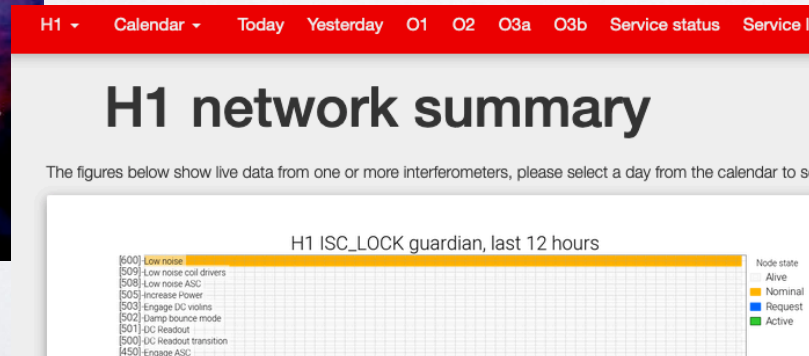 H1 Calendar Today Yesterday O1 O2 O3a O3b Service status Service
H1 network summary
The figures below show live data from one or more interferometers, please select a day from the calendar to
H1 ISC_LOCK guardian, last 12 hours
[600] Low noise
[509] Low noise coil drivers
[508] Low noise ASC
[505] Increase Power
[503] Engage DC violins
[502] Damp bounce mode
[501] DC Readout
[500] DC Readout transition
[450] Engage ASC
Node state
Alive
Nominal
Request
Active